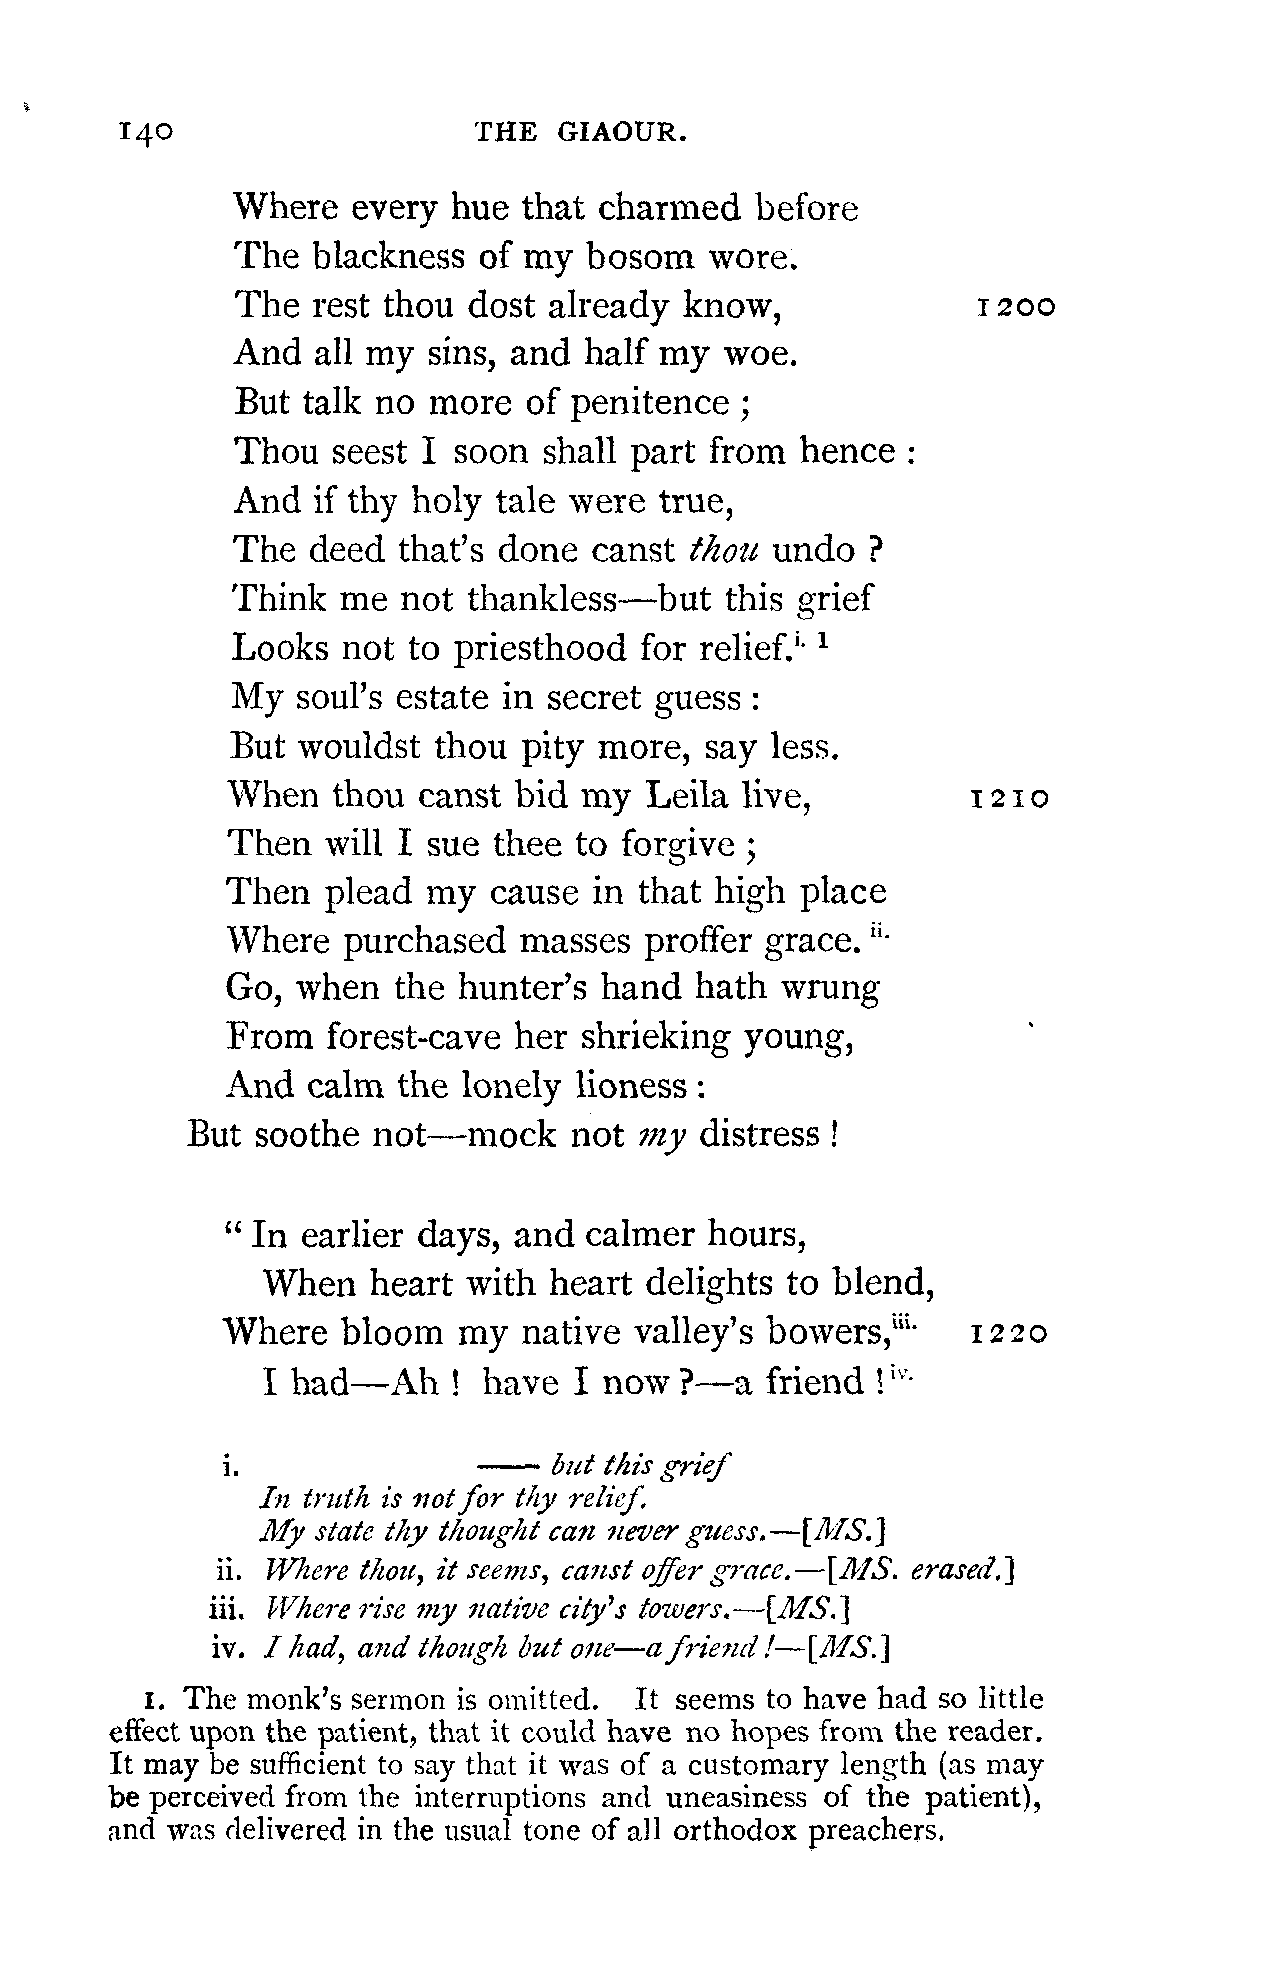 140 THE GIAOUR.
Where every hue that charmed before
The blackness of my bosom wore.
The rest thou dost already know, 1200
And all my sins, and half my woe.
But talk no more of penitence ;
Thou seest I soon shall part from hence :
And if thy holy tale were true,
The deed that's done canst thou undo ?
Think me not thankless—but this grief
Looks not to priesthood for relief.i. 1
My soul's estate in secret guess :
But wouldst thou pity more, say less.
When thou canst bid my Leila live, 1210
Then will I sue thee to forgive ;
Then plead my cause in that high place
Where purchased masses proffer grace. ii.
Go, when the hunter's hand hath wrung
From forest-cave her shrieking young,
And calm the lonely lioness :
But soothe not—mock not my distress !
“ In earlier days, and calmer hours,
When heart with heart delights to blend,
Where bloom my native valley's bowers,iii. 1220
I had—Ah ! have I now ?—a friend !iv.
i. —— but this grief
In truth is not for thy relief.
My state thy thought can never guess.—[MS.]
ii. Where thou, it seems, canst offer grace.—[MS. erased.]
iii. Where rise my native city's towers.—[MS.]
iv. I had, and though but one—a friend !—[MS.]
1. The monk's sermon is omitted. It seems to have had so little
effect upon the patient, that it could have no hopes from the reader.
It may be sufficient to say that it was of a customary length (as may
be perceived from the interruptions and uneasiness of the patient),
and was delivered in the usual tone of all orthodox preachers.